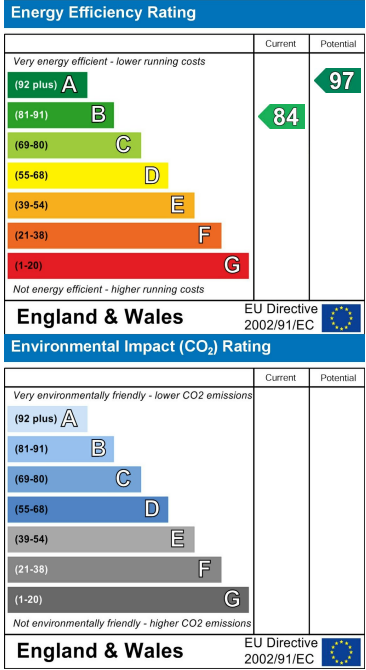 Energy Efficiency Rating
Current Potential
Very energy efficient - lower running costs
(92 plus) A 97
(81-91) B 84
(69-80) C
(55-68) D
(39-54) E
(21-38) F
(1-20) G
Not energy efficient - higher running costs
England & Wales
EU Directive
2002/91/EC
Environmental Impact (CO₂) Rating
Current Potential
Very environmentally friendly - lower CO2 emissions
(92 plus) A
(81-91) B
(69-80) C
(55-68) D
(39-54) E
(21-38) F
(1-20) G
Not environmentally friendly - higher CO2 emissions
England & Wales
EU Directive
2002/91/EC